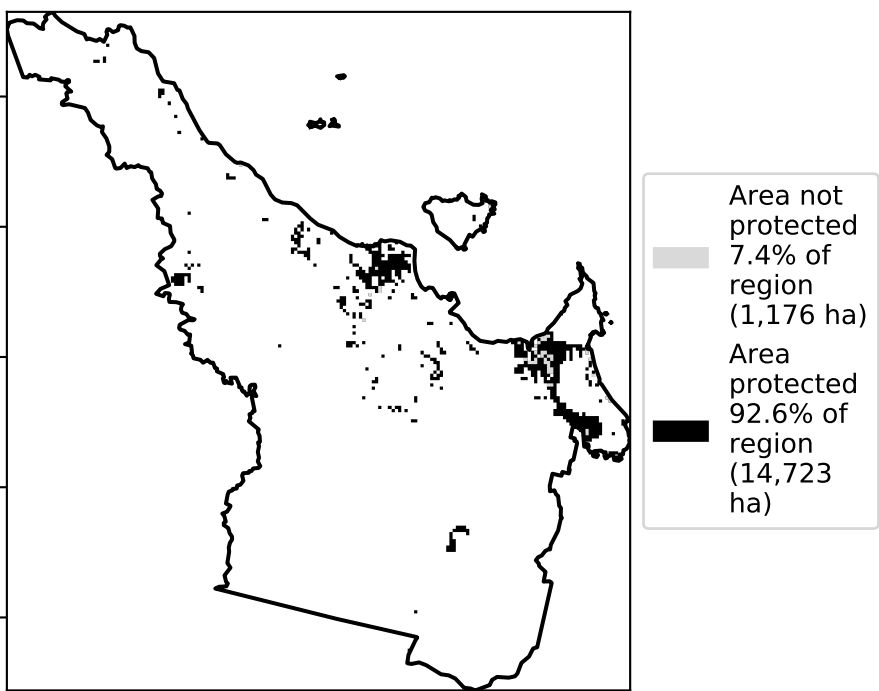 Area not
protected
7.4% of
region
(1,176 ha)
Area
protected
92.6% of
region
(14,723
ha)